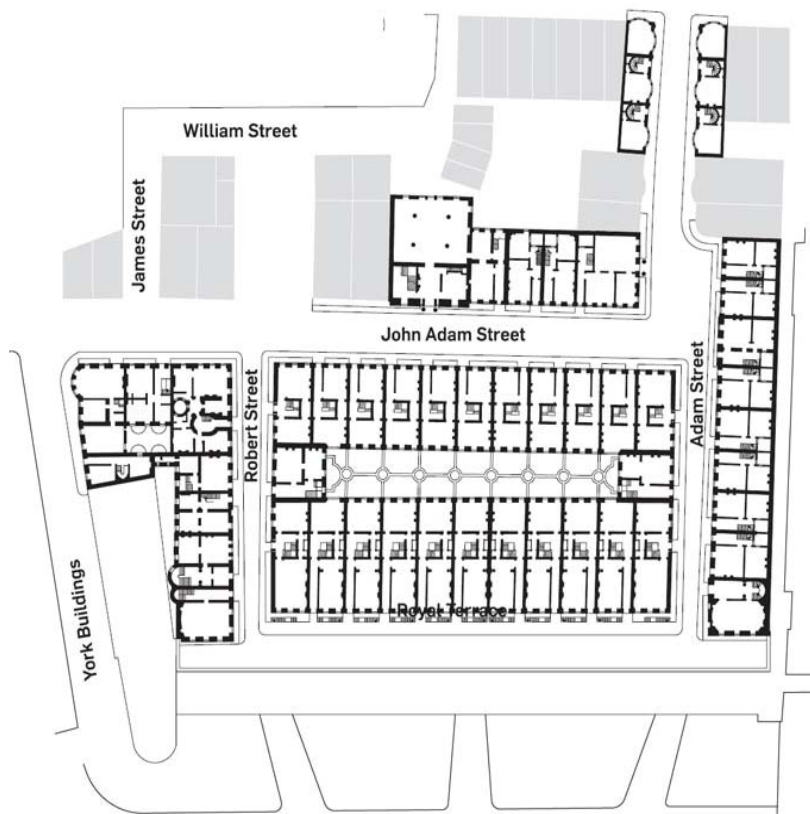 William Street
James Street
John Adam Street
Robert Street
Adam Street
York Buildings
Royal Terrace